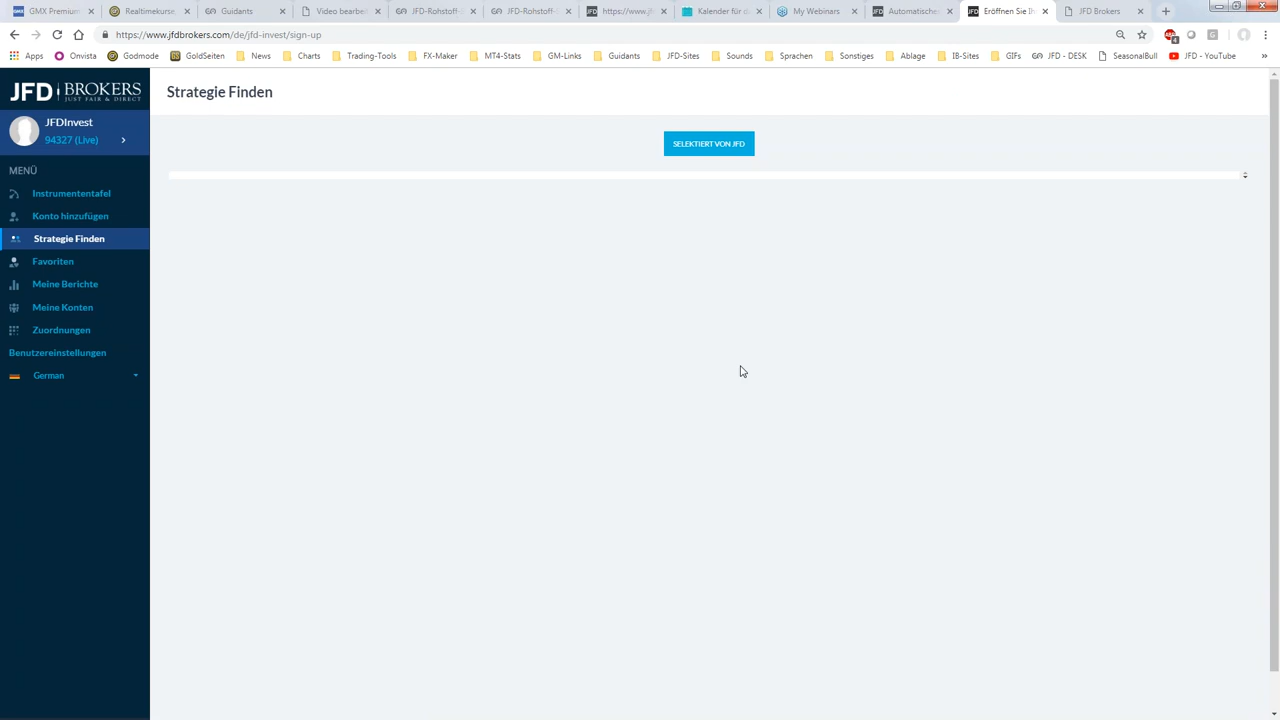 GMX Premium
Realtimekurse
Guidants
Video bearbei
JFD-Rohstoff
JFD-Rohstoff
https://www.jf
Kalender für d
My Webinars
Automatischer
Eröffnen Sie Ih
JFD Brokers
https://www.jfdbrokers.com/de/jfd-invest/sign-up
Apps
Onvista
Godmode
GoldSeiten
News
Charts
Trading-Tools
FX-Maker
MT4-Stats
GM-Links
Guidants
JFD-Sites
Sounds
Sprachen
Sonstiges
Ablage
IB-Sites
GIFs
JFD - DESK
SeasonalBull
JFD - YouTube
JFD BROKERS
JUST FAIR & DIRECT
Strategie Finden
JFDInvest
94327 (Live)
SELEKTIERT VON JFD
MENÜ
Instrumententafel
Konto hinzufügen
Strategie Finden
Favoriten
Meine Berichte
Meine Konten
Zuordnungen
Benutzereinstellungen
German